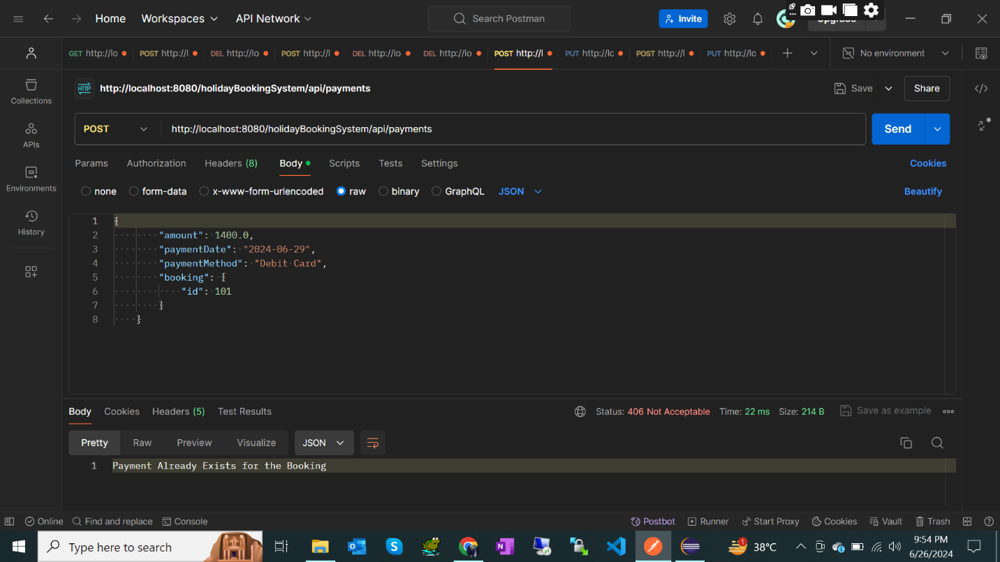 Home Workspaces API Network Search Postman Invite Upgrade
GET http://lo POST http://l DEL http://lo POST http://l DEL http://lo DEL http://lo POST http://l PUT http://lc POST http://l PUT http://lo No environment
HTTP http://localhost:8080/holidayBookingSystem/api/payments Save Share
Collections
POST http://localhost:8080/holidayBookingSystem/api/payments Send
APIs
Params Authorization Headers (8) Body Scripts Tests Settings Cookies
Environments
none form-data x-www-form-urlencoded raw binary GraphQL JSON Beautify
History
1 {
2 "amount": 1400.0,
3 "paymentDate": "2024-06-29",
4 "paymentMethod": "Debit Card",
5 "booking": {
6 "id": 101
7 }
8 }
Body Cookies Headers (5) Test Results Status: 406 Not Acceptable Time: 22 ms Size: 214 B Save as example
Pretty Raw Preview Visualize JSON
1 Payment Already Exists for the Booking
Online Find and replace Console Postbot Runner Start Proxy Cookies Vault Trash
Type here to search 1 38°C 9:54 PM
6/26/2024